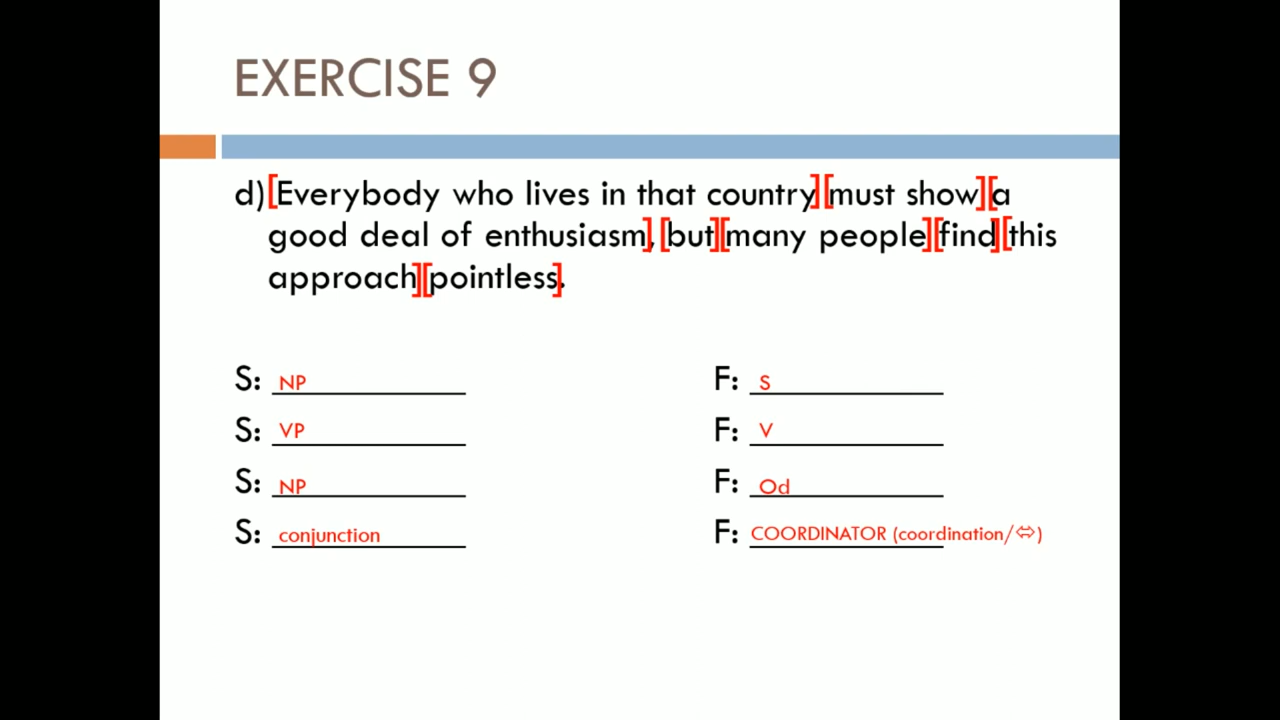 EXERCISE 9
d) [Everybody who lives in that country] [must show] [a
good deal of enthusiasm], [but] [many people] [find] [this
approach] [pointless].
S: NP F: S
S: VP F: V
S: NP F: Od
S: conjunction F: COORDINATOR (coordination/⇔)